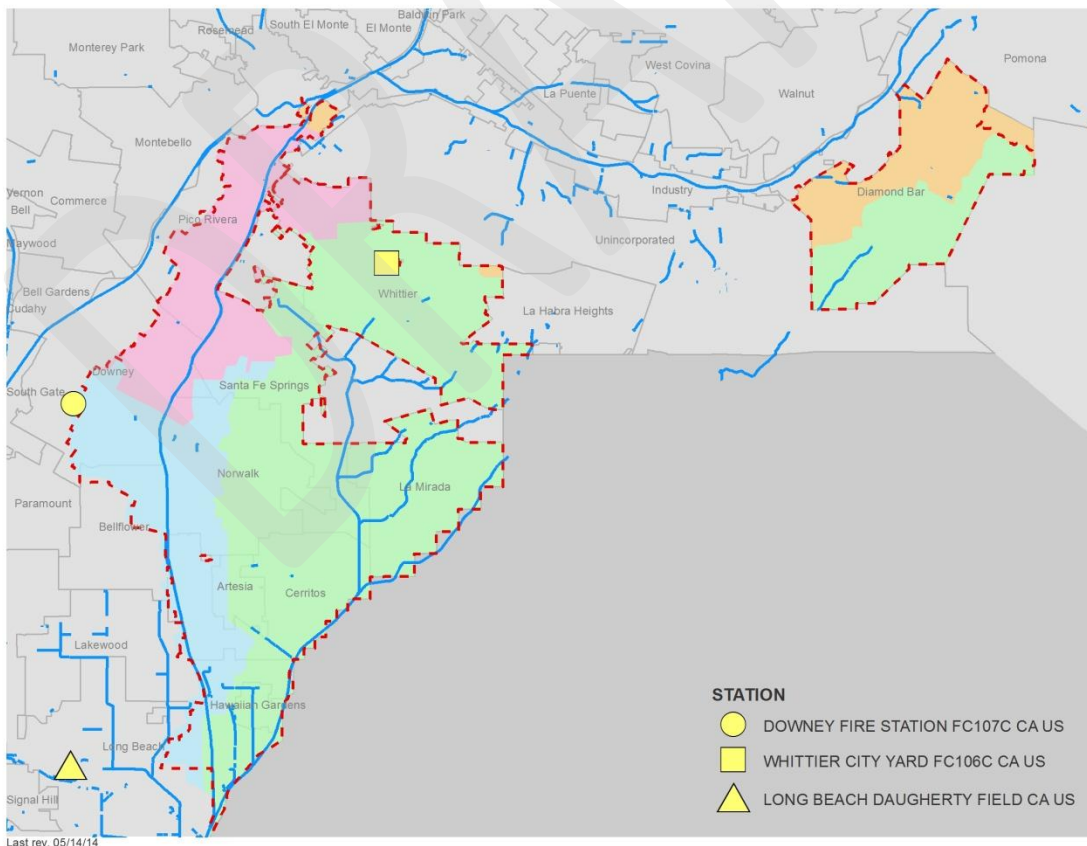 Baldwin Park
South El Monte
El Monte
Rosemead
Monterey Park
West Covina
Pomona
La Puente
Walnut
Montebello
Industry
Diamond Bar
Vernon
Commerce
Bell
Pico Rivera
Unincorporated
Maywood
Bell Gardens
Cudahy
Whittier
La Habra Heights
Downey
South Gate
Santa Fe Springs
Norwalk
La Mirada
Paramount
Bellflower
Artesia
Cerritos
Lakewood
Hawaiian Gardens
Long Beach
Signal Hill
STATION
DOWNEY FIRE STATION FC107C CA US
WHITTIER CITY YARD FC106C CA US
LONG BEACH DAUGHERTY FIELD CA US
Last rev. 05/14/14